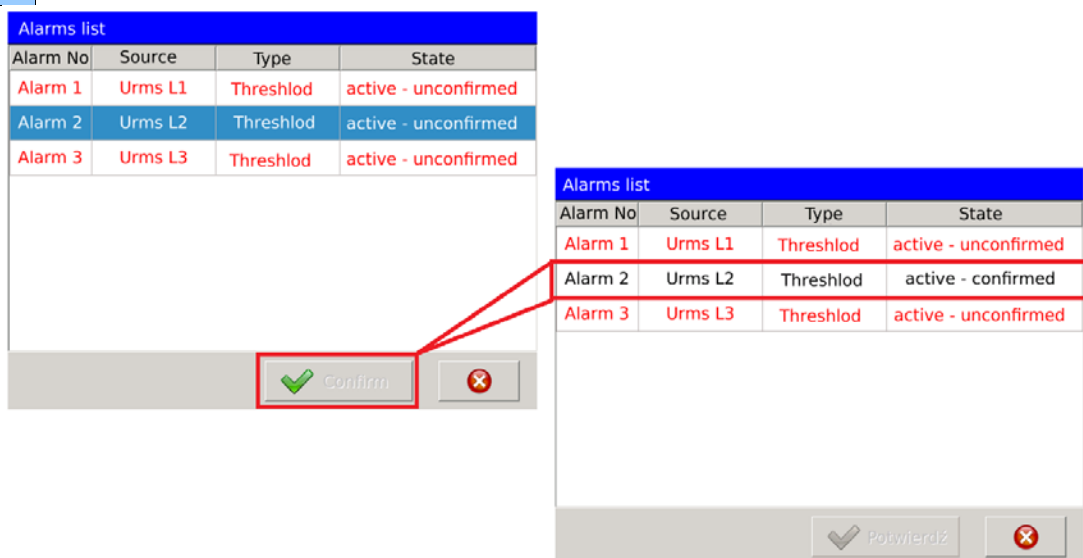 Alarms list
Alarm No Source Type State
Alarm 1 Urms L1 Threshlod active - unconfirmed
Alarm 2 Urms L2 Threshlod active - unconfirmed
Alarm 3 Urms L3 Threshlod active - unconfirmed
Confirm
Alarms list
Alarm No Source Type State
Alarm 1 Urms L1 Threshlod active - unconfirmed
Alarm 2 Urms L2 Threshlod active - confirmed
Alarm 3 Urms L3 Threshlod active - unconfirmed
Potwierdź